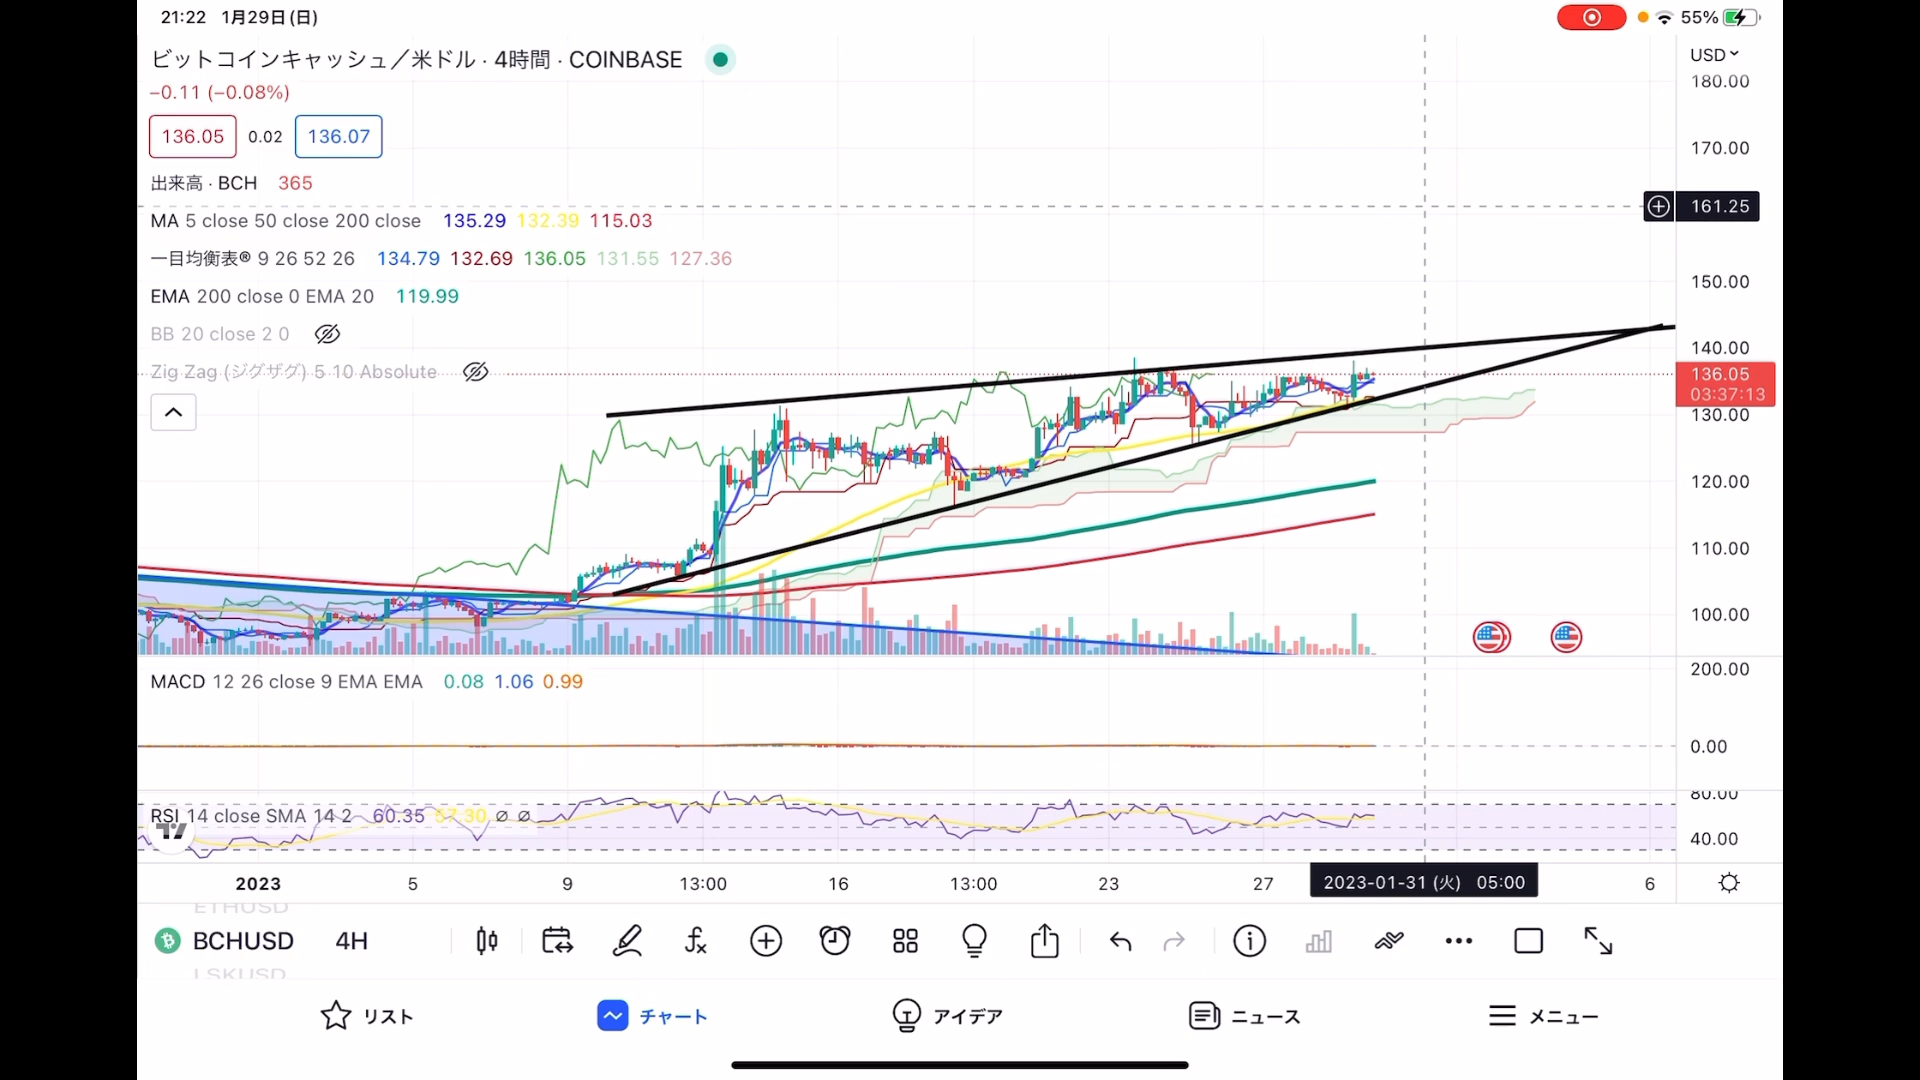 21:22 1月29日(日)
55%
ビットコインキャッシュ／米ドル · 4時間 · COINBASE
USD
−0.11 (−0.08%)
180.00
136.05 0.02 136.07
170.00
出来高 · BCH 365
161.25
MA 5 close 50 close 200 close 135.29 132.39 115.03
一目均衡表® 9 26 52 26 134.79 132.69 136.05 131.55 127.36
150.00
EMA 200 close 0 EMA 20 119.99
BB 20 close 2 0
140.00
Zig Zag (ジグザグ) 5 10 Absolute
136.05
03:37:13
130.00
120.00
110.00
100.00
200.00
MACD 12 26 close 9 EMA EMA 0.08 1.06 0.99
0.00
80.00
RSI 14 close SMA 14 2 60.35 57.30 ∅ ∅
40.00
2023 5 9 13:00 16 13:00 23 27 2023-01-31 (火) 05:00 6
ETHUSD
BCHUSD 4H
LSKUSD
リスト チャート アイデア ニュース メニュー